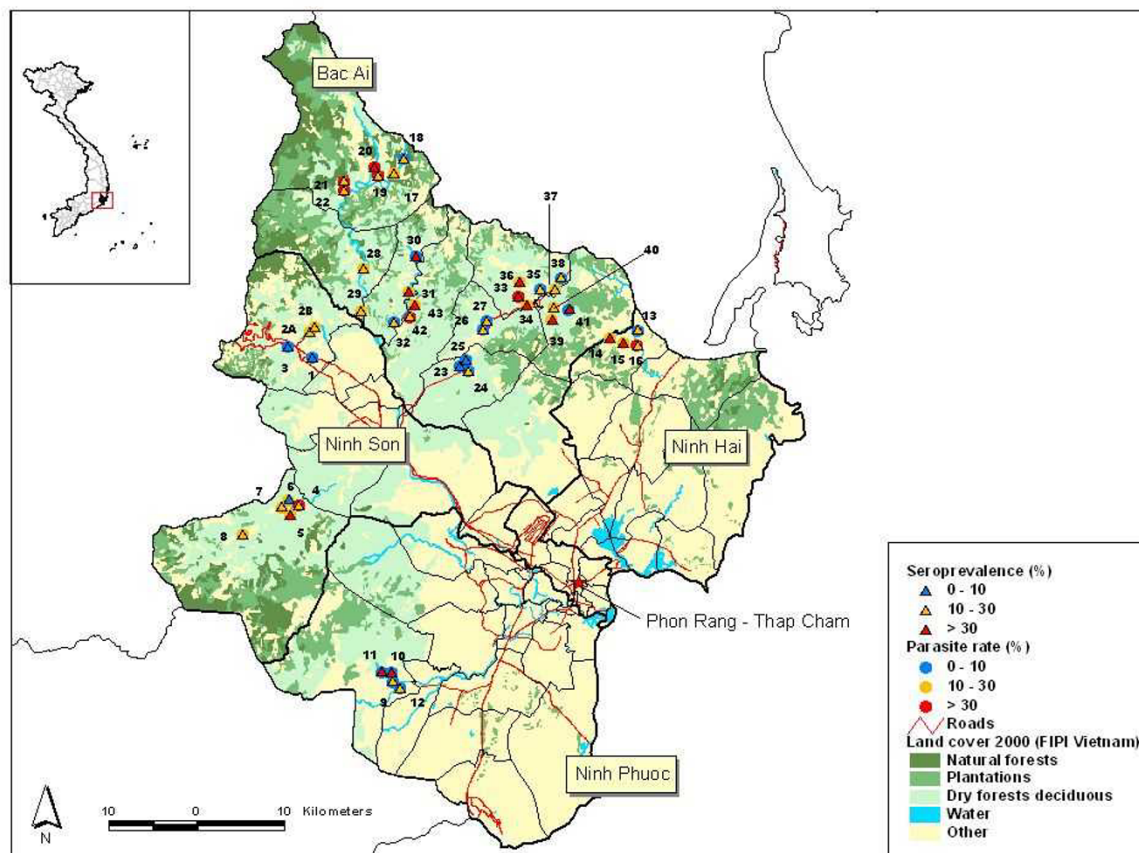 Bac Ai
18
20
21
19
17
22
37
30
40
38
28
36
35
33
31
27
29
43
41
34
2B
26
13
42
2A
32
39
25
14
15
16
3
1
23
24
Ninh Son
Ninh Hai
6
7
4
8
5
Seroprevalence (%)
0 - 10
10 - 30
> 30
Parasite rate (%)
0 - 10
10 - 30
> 30
Roads
Land cover 2000 (FIPI Vietnam)
Natural forests
Plantations
Dry forests deciduous
Water
Other
Phon Rang - Thap Cham
11
10
9
12
Ninh Phuoc
10 0 10 Kilometers
N